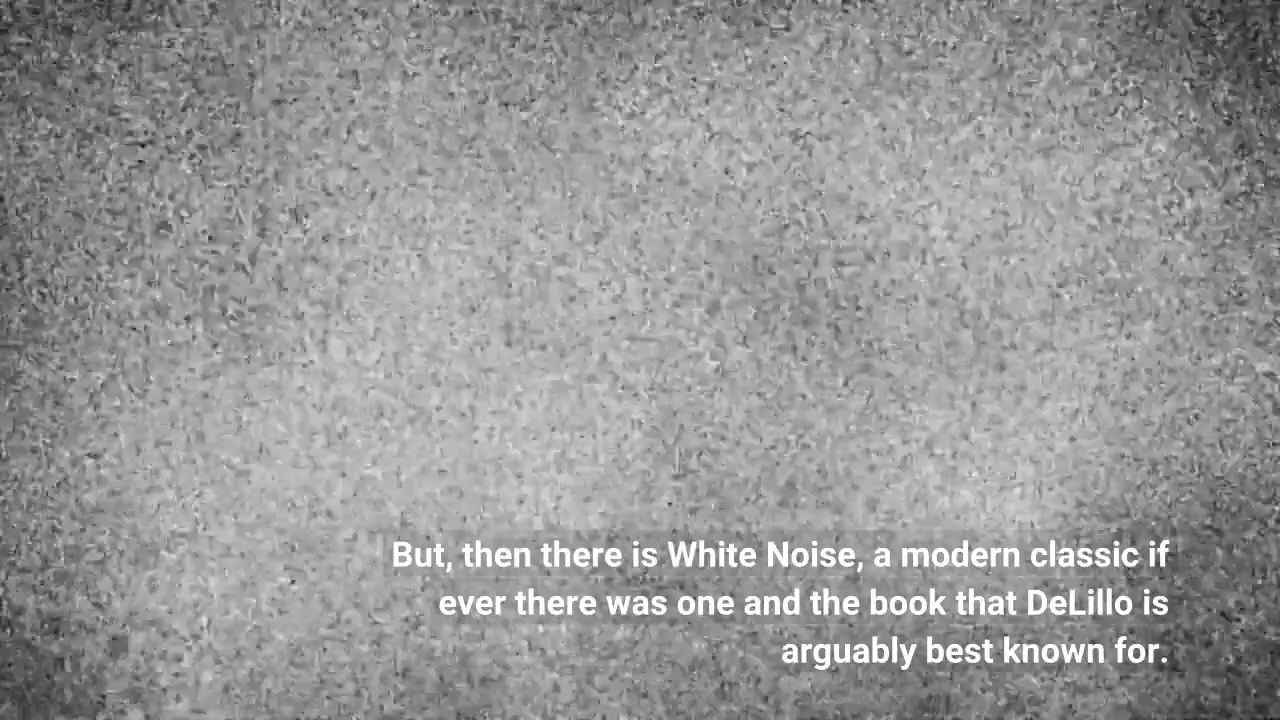 But, then there is White Noise, a modern classic if
ever there was one and the book that DeLillo is
arguably best known for.